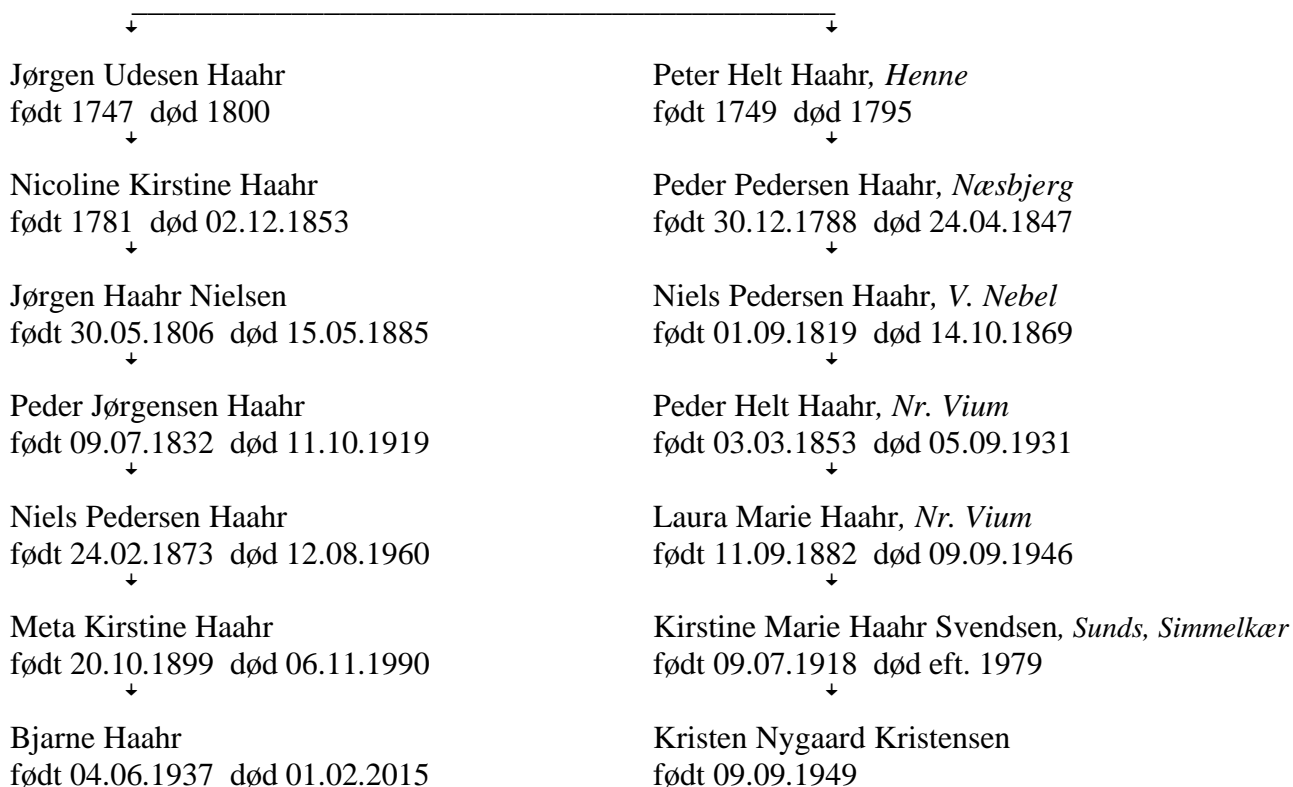 Jørgen Udesen Haahr
født 1747 død 1800
Nicoline Kirstine Haahr
født 1781 død 02.12.1853
Jørgen Haahr Nielsen
født 30.05.1806 død 15.05.1885
Peder Jørgensen Haahr
født 09.07.1832 død 11.10.1919
Niels Pedersen Haahr
født 24.02.1873 død 12.08.1960
Meta Kirstine Haahr
født 20.10.1899 død 06.11.1990
Bjarne Haahr
født 04.06.1937 død 01.02.2015
Peter Helt Haahr, Henne
født 1749 død 1795
Peder Pedersen Haahr, Næsbjerg
født 30.12.1788 død 24.04.1847
Niels Pedersen Haahr, V. Nebel
født 01.09.1819 død 14.10.1869
Peder Helt Haahr, Nr. Vium
født 03.03.1853 død 05.09.1931
Laura Marie Haahr, Nr. Vium
født 11.09.1882 død 09.09.1946
Kirstine Marie Haahr Svendsen, Sunds, Simmelkær
født 09.07.1918 død eft. 1979
Kristen Nygaard Kristensen
født 09.09.1949